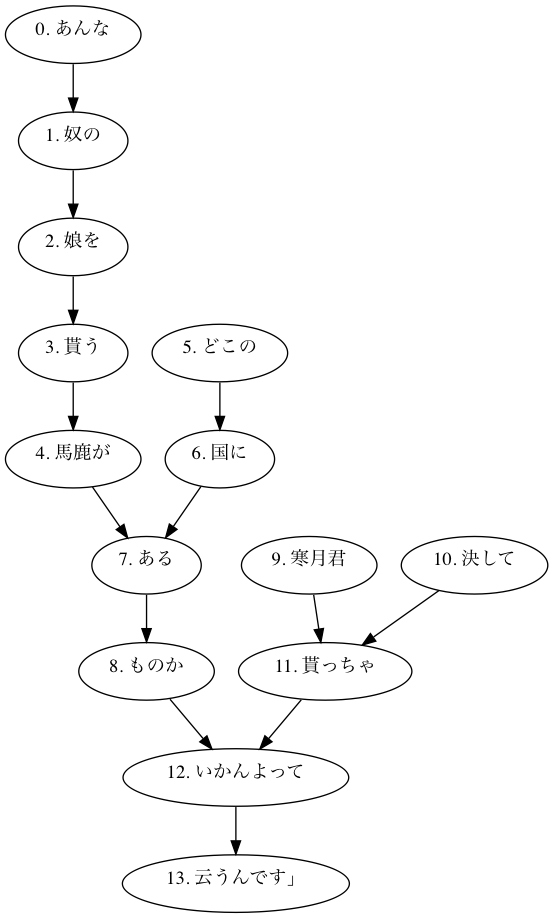 0. あんな
1. 奴の
2. 娘を
3. 貰う
5. どこの
4. 馬鹿が
6. 国に
7. ある
9. 寒月君
10. 決して
8. ものか
11. 貰っちゃ
12. いかんよって
13. 云うんです」